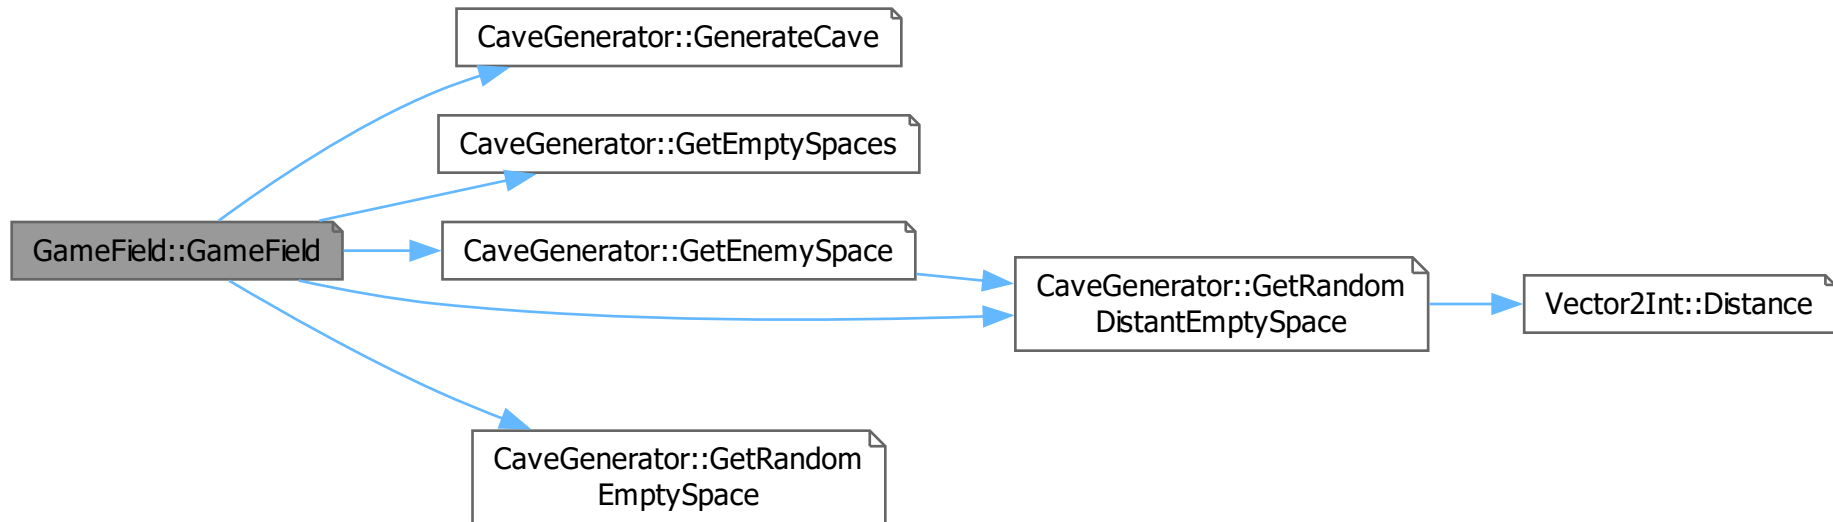 CaveGenerator::GenerateCave
CaveGenerator::GetEmptySpaces
GameField::GameField
CaveGenerator::GetEnemySpace
CaveGenerator::GetRandom
DistantEmptySpace
Vector2Int::Distance
CaveGenerator::GetRandom
EmptySpace